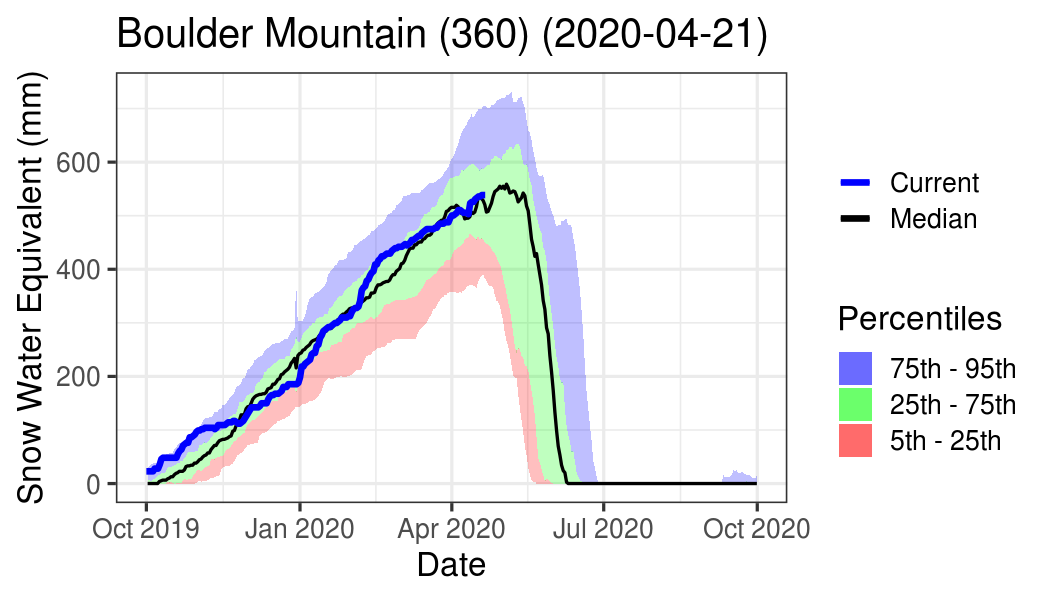 Boulder Mountain (360) (2020-04-21)
Snow Water Equivalent (mm)
600
400
200
0
Oct 2019 Jan 2020 Apr 2020 Jul 2020 Oct 2020
Date
Current
Median
Percentiles
75th - 95th
25th - 75th
5th - 25th